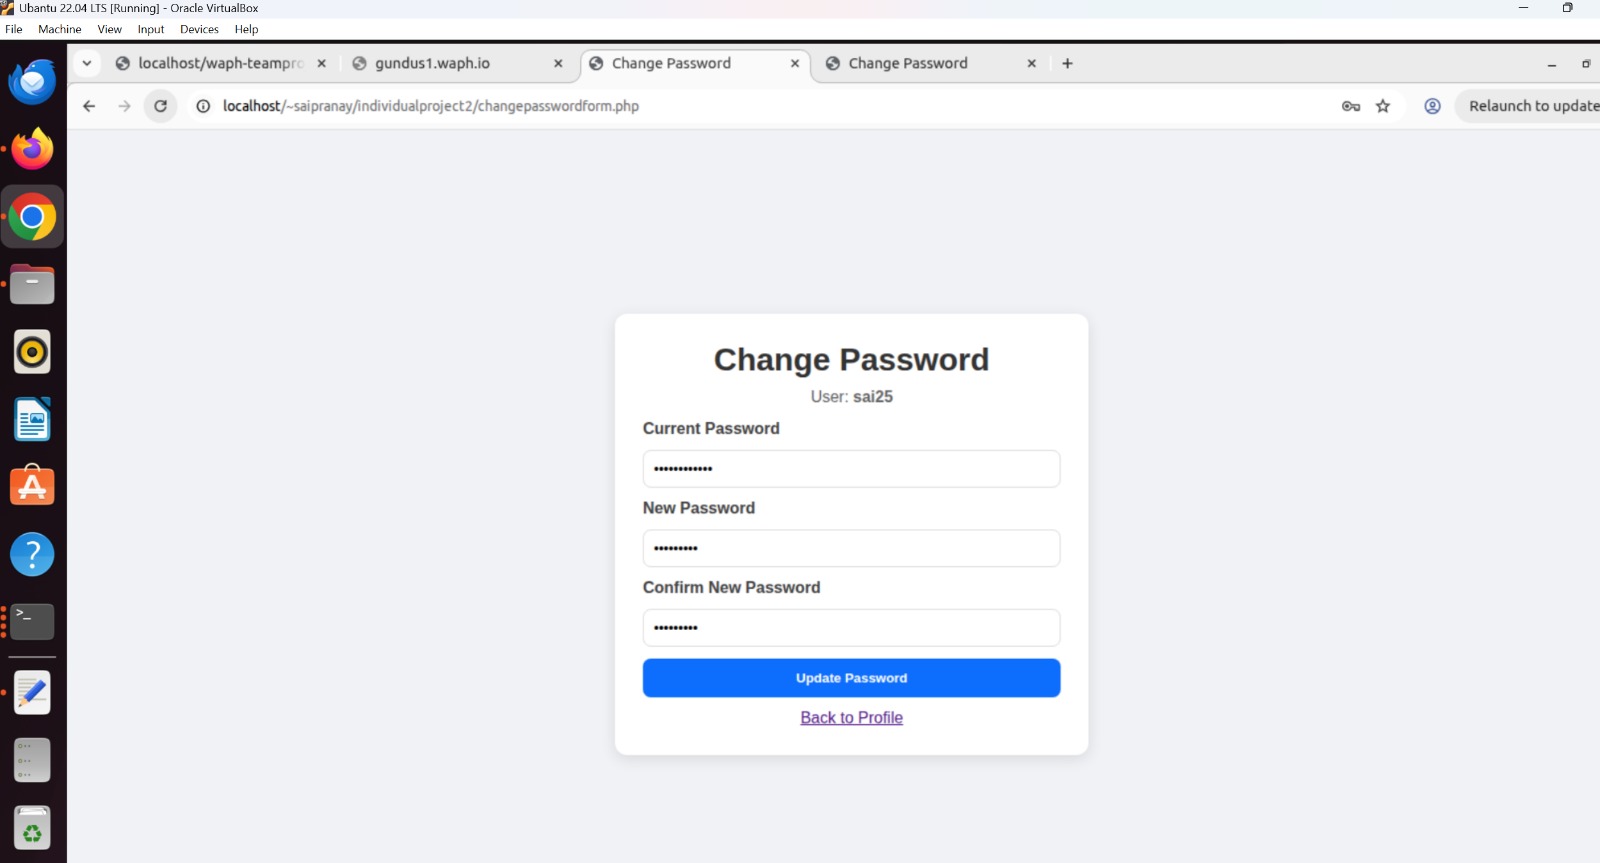 Ubuntu 22.04 LTS [Running] - Oracle VirtualBox
File Machine View Input Devices Help
localhost/waph-teampro
gundus1.waph.io
Change Password
Change Password
localhost/~saipranay/individualproject2/changepasswordform.php
Relaunch to update
Change Password
User: sai25
Current Password
••••••••••••
New Password
•••••••••
Confirm New Password
•••••••••
Update Password
Back to Profile